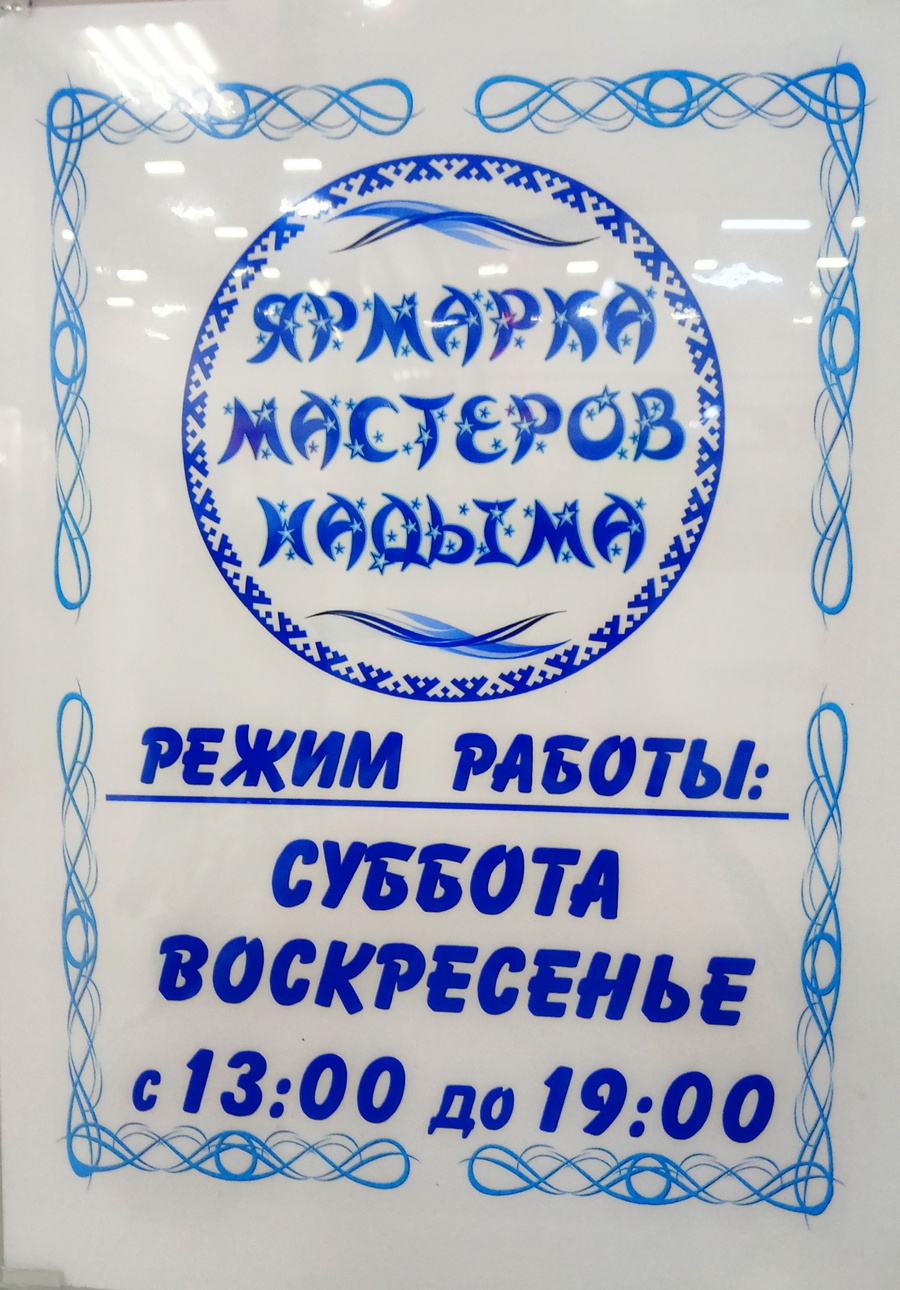 ЯРМАРКА
МАСТЕРОВ
НАДЫМА
РЕЖИМ РАБОТЫ:
СУББОТА
ВОСКРЕСЕНЬЕ
с 13:00 до 19:00